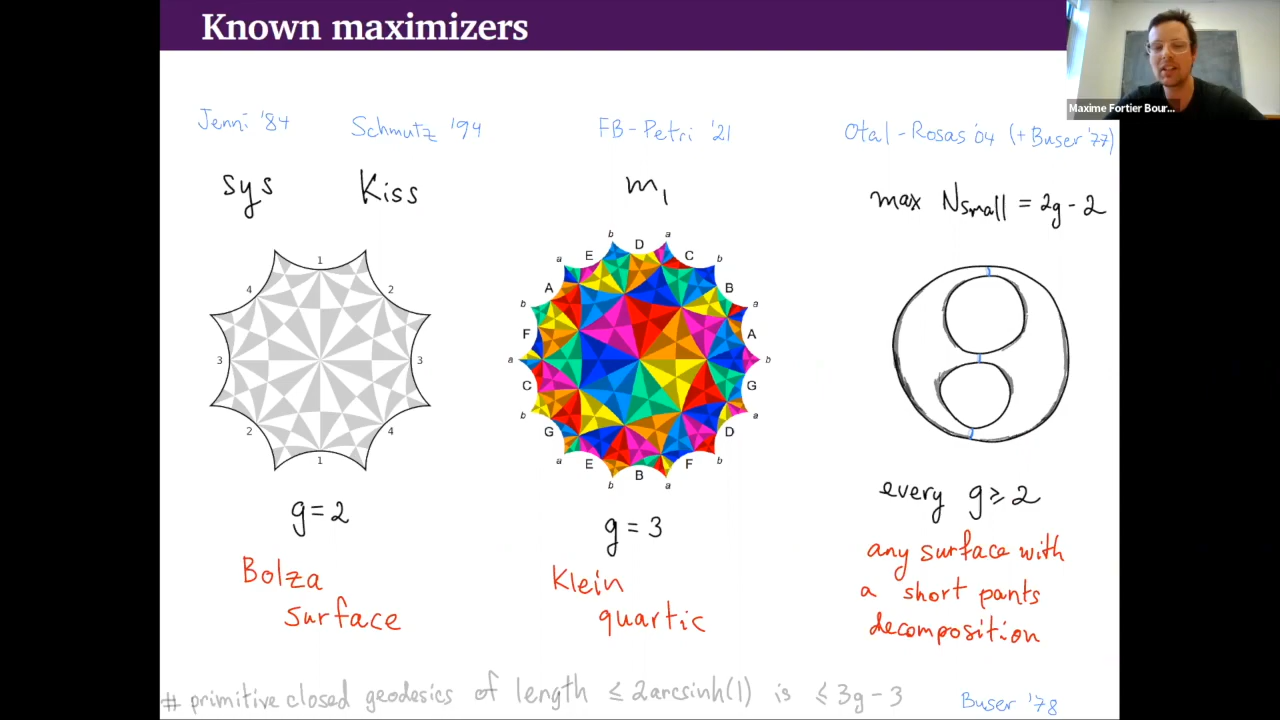 Known maximizers
Maxime Fortier Bour...
Jenni '84
Schmutz '94
FB-Petri '21
Otal-Rosas '04 (+Buser '77)
sys
Kiss
m₁
max Nsmall = 2g-2
1
2
3
4
1
2
3
4
b
D
a
C
b
B
a
A
b
G
a
D
b
F
a
B
b
E
a
G
b
C
a
F
b
A
a
E
g=2
g = 3
every g ≥ 2
Bolza
surface
Klein
quartic
any surface with
a short pants
decomposition
# primitive closed geodesics of length ≤ 2arcsinh(1) is ≤ 3g-3
Buser '78